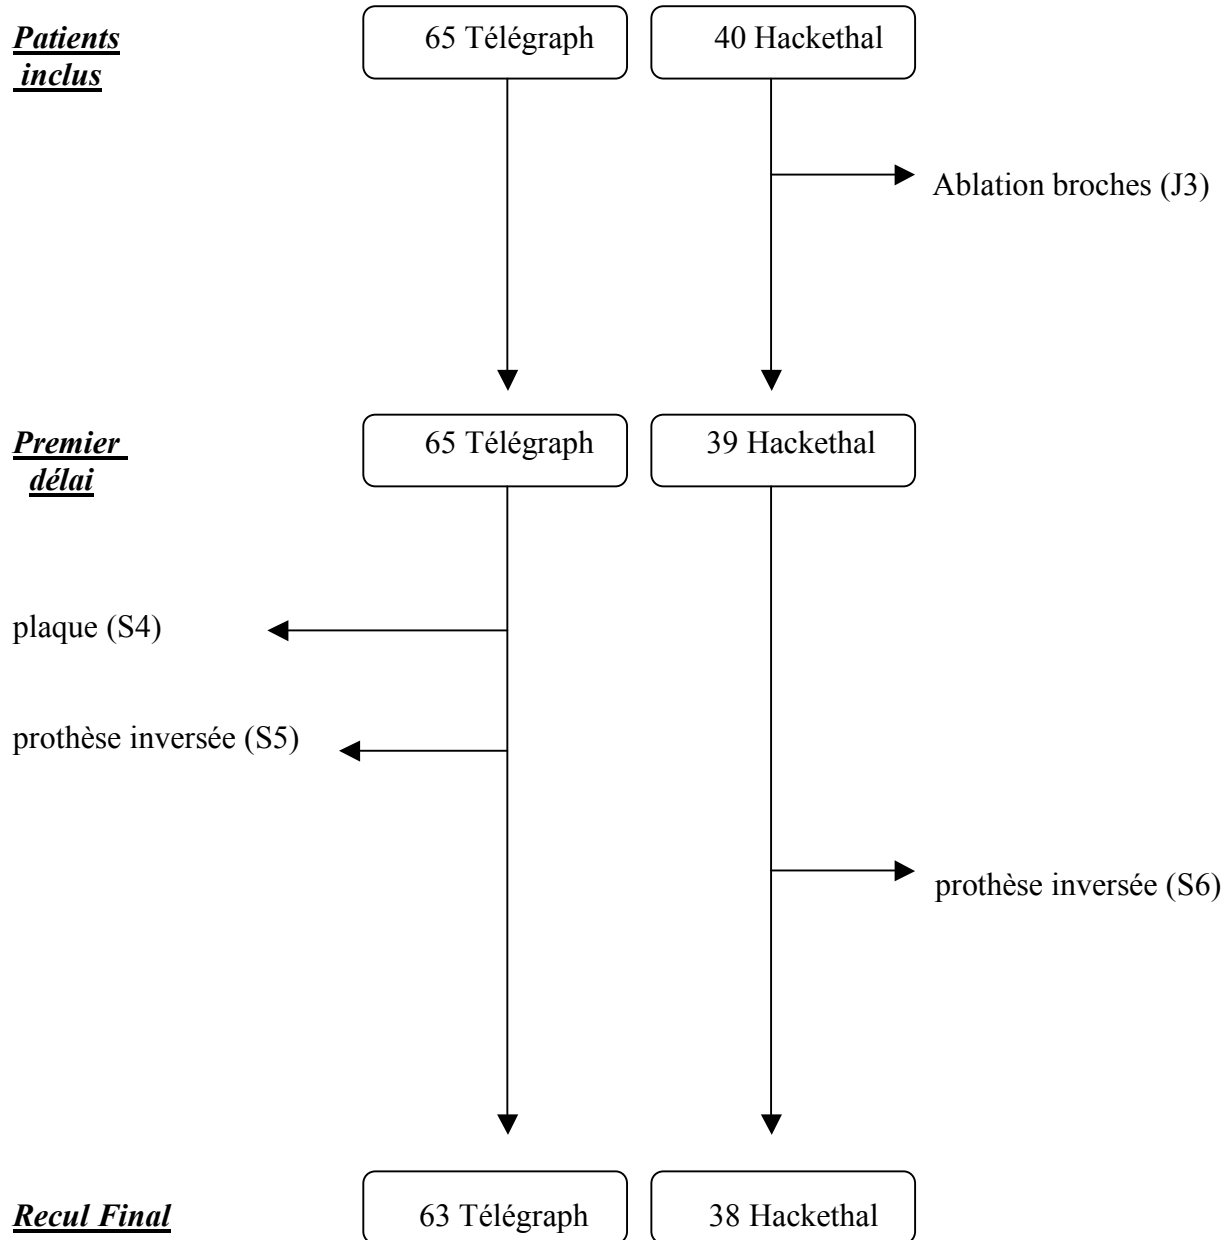 Patients
inclus
65 Télégraph
40 Hackethal
Ablation broches (J3)
Premier
délai
65 Télégraph
39 Hackethal
plaque (S4)
prothèse inversée (S5)
prothèse inversée (S6)
Recul Final
63 Télégraph
38 Hackethal